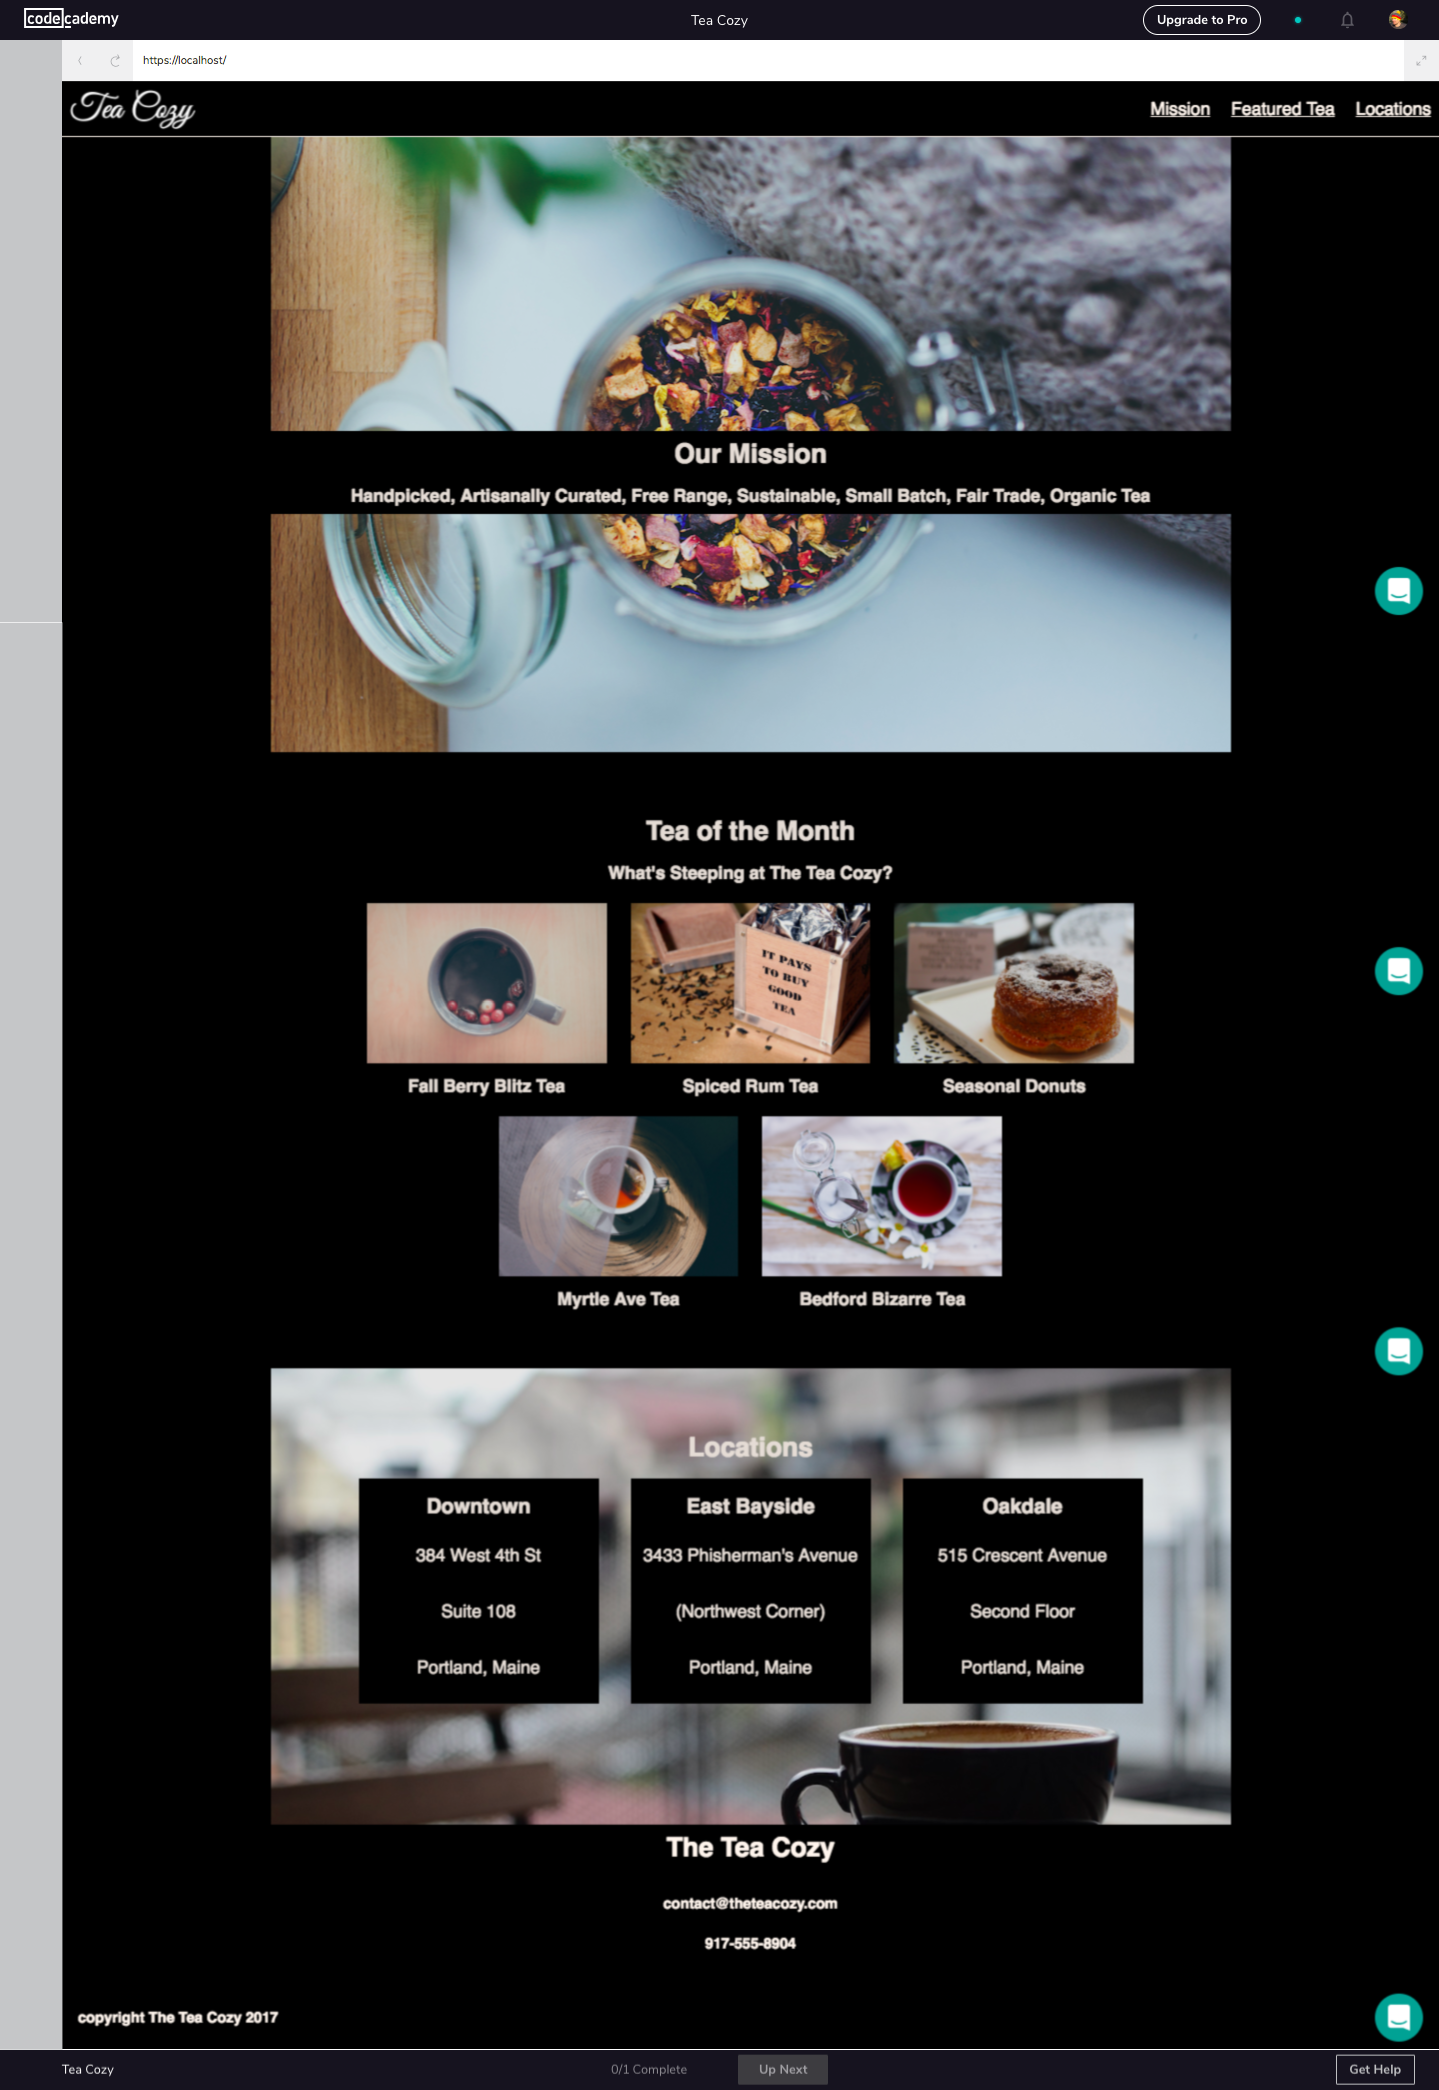 codecademy
Tea Cozy
Upgrade to Pro
https://localhost/
Tea Cozy
Mission
Featured Tea
Locations
Our Mission
Handpicked, Artisanally Curated, Free Range, Sustainable, Small Batch, Fair Trade, Organic Tea
Tea of the Month
What's Steeping at The Tea Cozy?
IT PAYS
TO BUY
GOOD
TEA
Fall Berry Blitz Tea
Spiced Rum Tea
Seasonal Donuts
Myrtle Ave Tea
Bedford Bizarre Tea
Locations
Downtown
384 West 4th St
Suite 108
Portland, Maine
East Bayside
3433 Phisherman's Avenue
(Northwest Corner)
Portland, Maine
Oakdale
515 Crescent Avenue
Second Floor
Portland, Maine
The Tea Cozy
contact@theteacozy.com
917-555-8904
copyright The Tea Cozy 2017
Tea Cozy
0/1 Complete
Up Next
Get Help